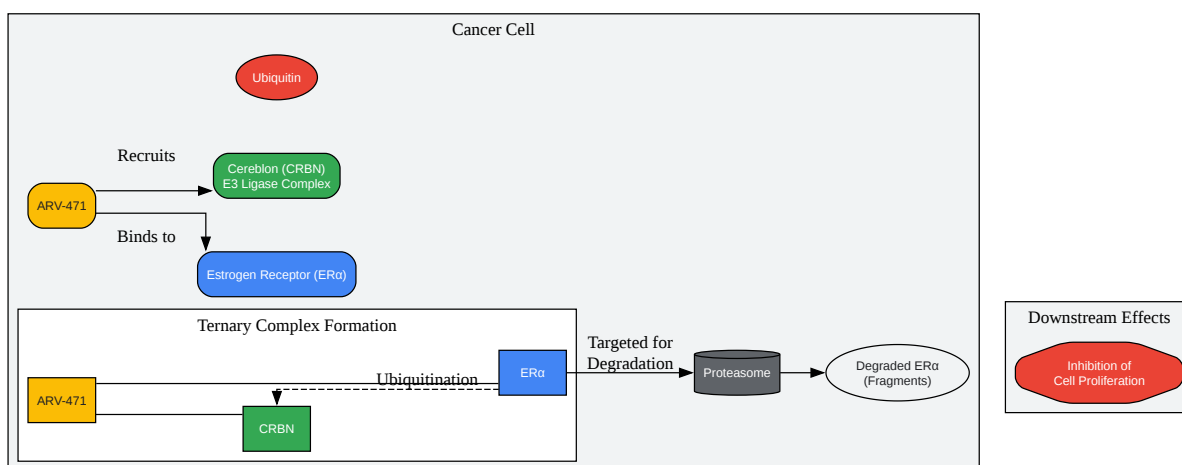 Cancer Cell
Ubiquitin
Recruits
Cereblon (CRBN)
E3 Ligase Complex
ARV-471
Binds to
Estrogen Receptor (ERα)
Ternary Complex Formation
ARV-471
Ubiquitination
CRBN
ERα
Targeted for
Degradation
Proteasome
Degraded ERα
(Fragments)
Downstream Effects
Inhibition of
Cell Proliferation